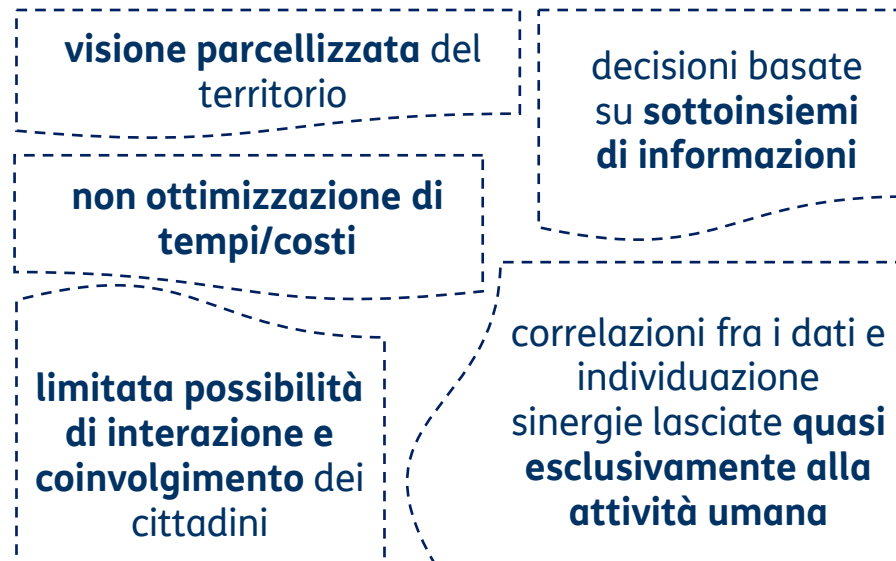 visione parcellizzata del
territorio
decisioni basate
su sottoinsiemi
di informazioni
non ottimizzazione di
tempi/costi
limitata possibilità
di interazione e
coinvolgimento dei
cittadini
correlazioni fra i dati e
individuazione
sinergie lasciate quasi
esclusivamente alla
attività umana